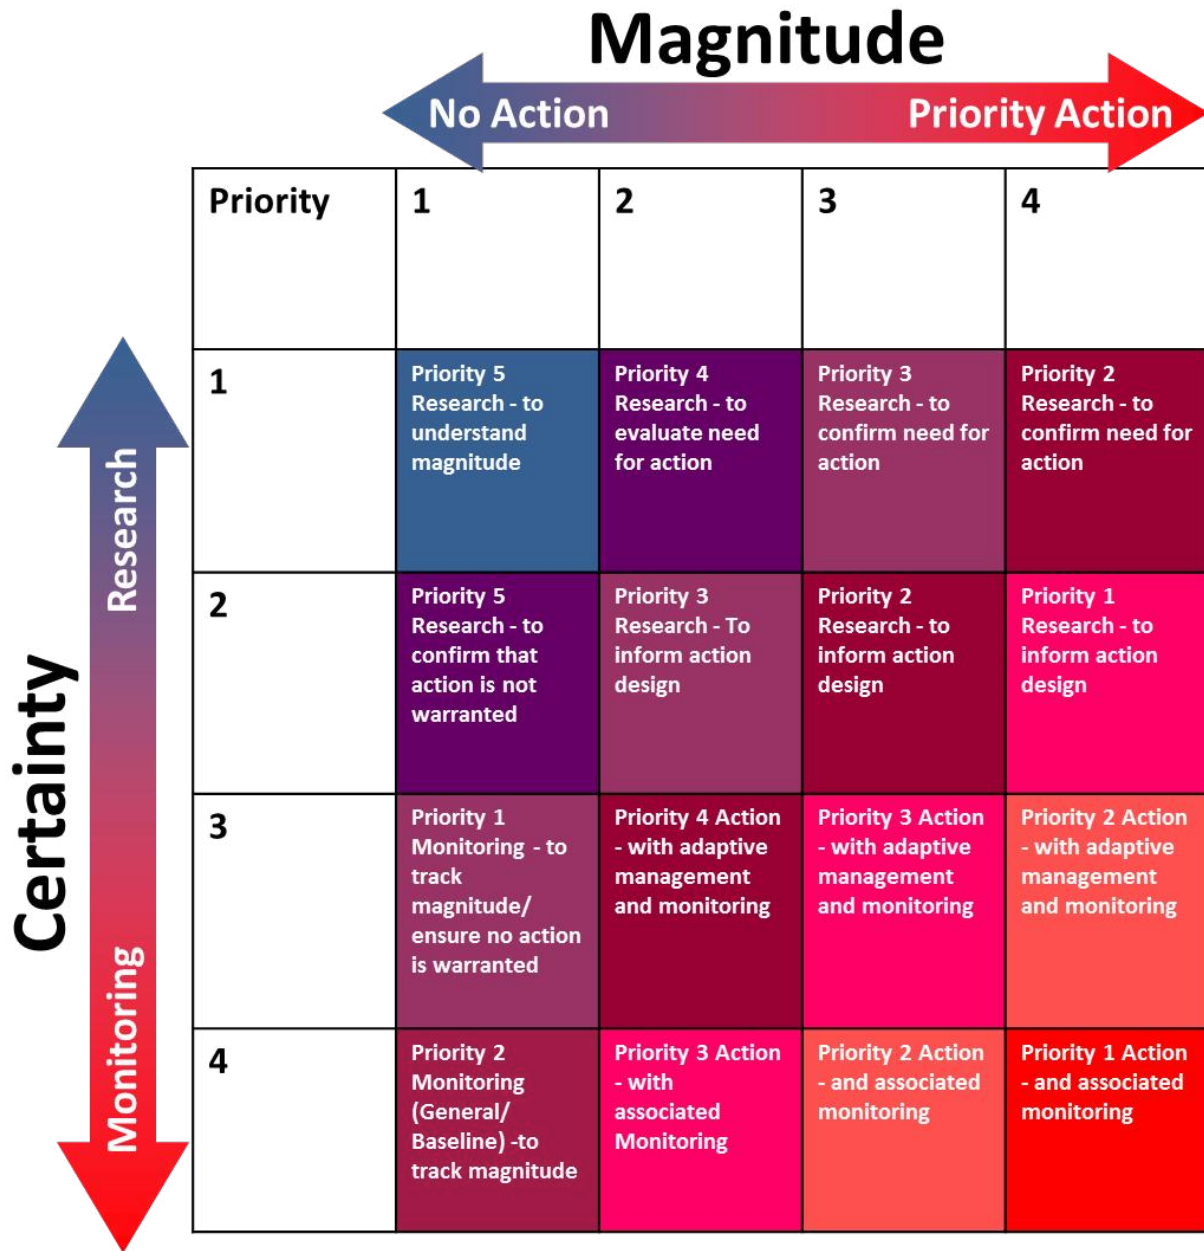 Magnitude
No Action
Priority Action
Priority
1
2
3
4
Certainty
Research
Monitoring
1
Priority 5
Research - to
understand
magnitude
Priority 4
Research - to
evaluate need
for action
Priority 3
Research - to
confirm need for
action
Priority 2
Research - to
confirm need for
action
2
Priority 5
Research - to
confirm that
action is not
warranted
Priority 3
Research - To
inform action
design
Priority 2
Research - to
inform action
design
Priority 1
Research - to
inform action
design
3
Priority 1
Monitoring - to
track
magnitude/
ensure no action
is warranted
Priority 4 Action
- with adaptive
management
and monitoring
Priority 3 Action
- with adaptive
management
and monitoring
Priority 2 Action
- with adaptive
management
and monitoring
4
Priority 2
Monitoring
(General/
Baseline) -to
track magnitude
Priority 3 Action
- with
associated
Monitoring
Priority 2 Action
- and associated
monitoring
Priority 1 Action
- and associated
monitoring